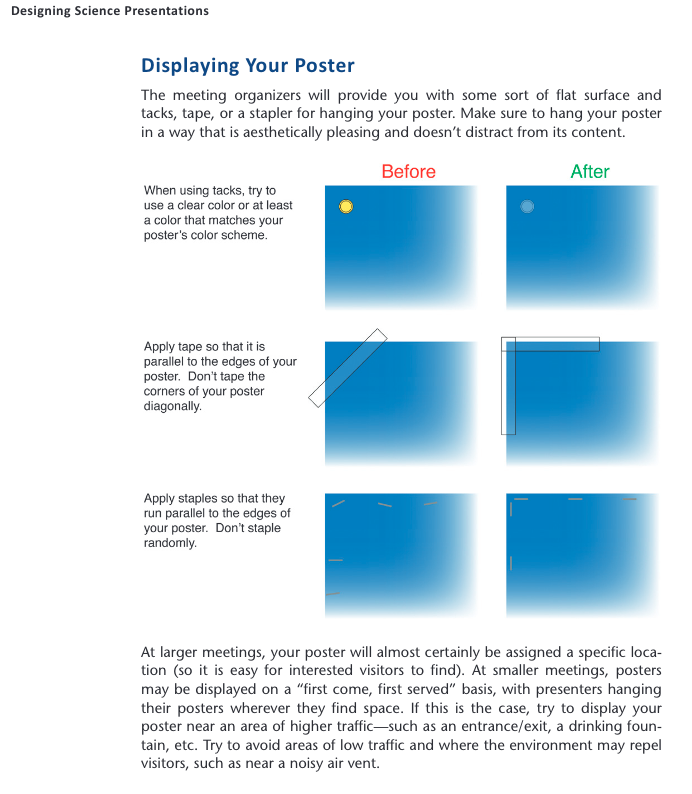 Designing Science Presentations
Displaying Your Poster
The meeting organizers will provide you with some sort of flat surface and
tacks, tape, or a stapler for hanging your poster. Make sure to hang your poster
in a way that is aesthetically pleasing and doesn’t distract from its content.
Before
After
When using tacks, try to
use a clear color or at least
a color that matches your
poster’s color scheme.
Apply tape so that it is
parallel to the edges of your
poster.  Don’t tape the
corners of your poster
diagonally.
Apply staples so that they
run parallel to the edges of
your poster.  Don’t staple
randomly.
At larger meetings, your poster will almost certainly be assigned a specific loca-
tion (so it is easy for interested visitors to find). At smaller meetings, posters
may be displayed on a “first come, first served” basis, with presenters hanging
their posters wherever they find space. If this is the case, try to display your
poster near an area of higher traffic—such as an entrance/exit, a drinking foun-
tain, etc. Try to avoid areas of low traffic and where the environment may repel
visitors, such as near a noisy air vent.